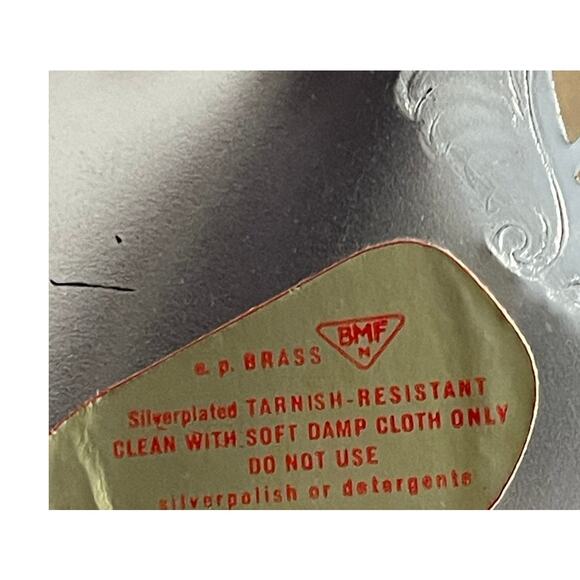 BMF
N
e. p. BRASS
Silverplated TARNISH-RESISTANT
CLEAN WITH SOFT DAMP CLOTH ONLY
DO NOT USE
silverpolish or detergents